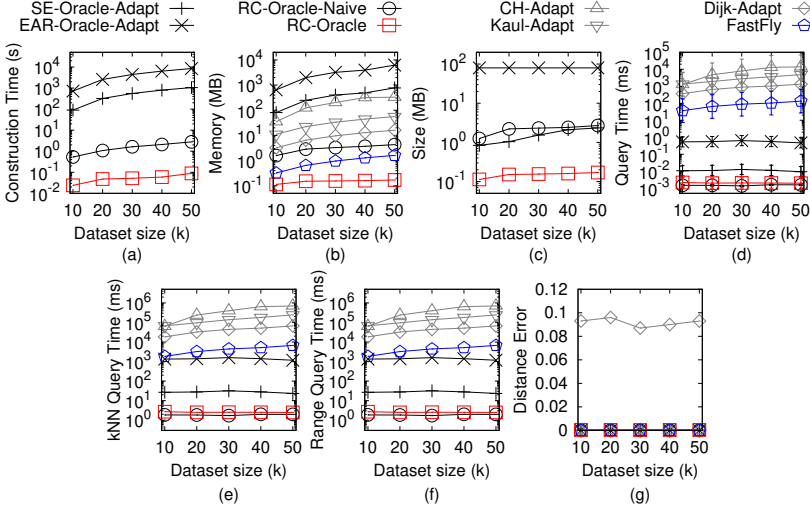 SE-Oracle-Adapt RC-Oracle-Naive CH-Adapt Dijk-Adapt
EAR-Oracle-Adapt RC-Oracle Kaul-Adapt FastFly
Construction Time (s)
10^4
10^3
10^2
10^1
10^0
10^-1
10^-2
10 20 30 40 50
Dataset size (k)
(a)
Memory (MB)
10^4
10^3
10^2
10^1
10^0
10^-1
10 20 30 40 50
Dataset size (k)
(b)
Size (MB)
10^2
10^1
10^0
10^-1
10 20 30 40 50
Dataset size (k)
(c)
Query Time (ms)
10^5
10^4
10^3
10^2
10^1
10^0
10^-1
10^-2
10^-3
10 20 30 40 50
Dataset size (k)
(d)
kNN Query Time (ms)
10^6
10^5
10^4
10^3
10^2
10^1
10^0
10 20 30 40 50
Dataset size (k)
(e)
Range Query Time (ms)
10^6
10^5
10^4
10^3
10^2
10^1
10^0
10 20 30 40 50
Dataset size (k)
(f)
Distance Error
0.12
0.1
0.08
0.06
0.04
0.02
0
10 20 30 40 50
Dataset size (k)
(g)